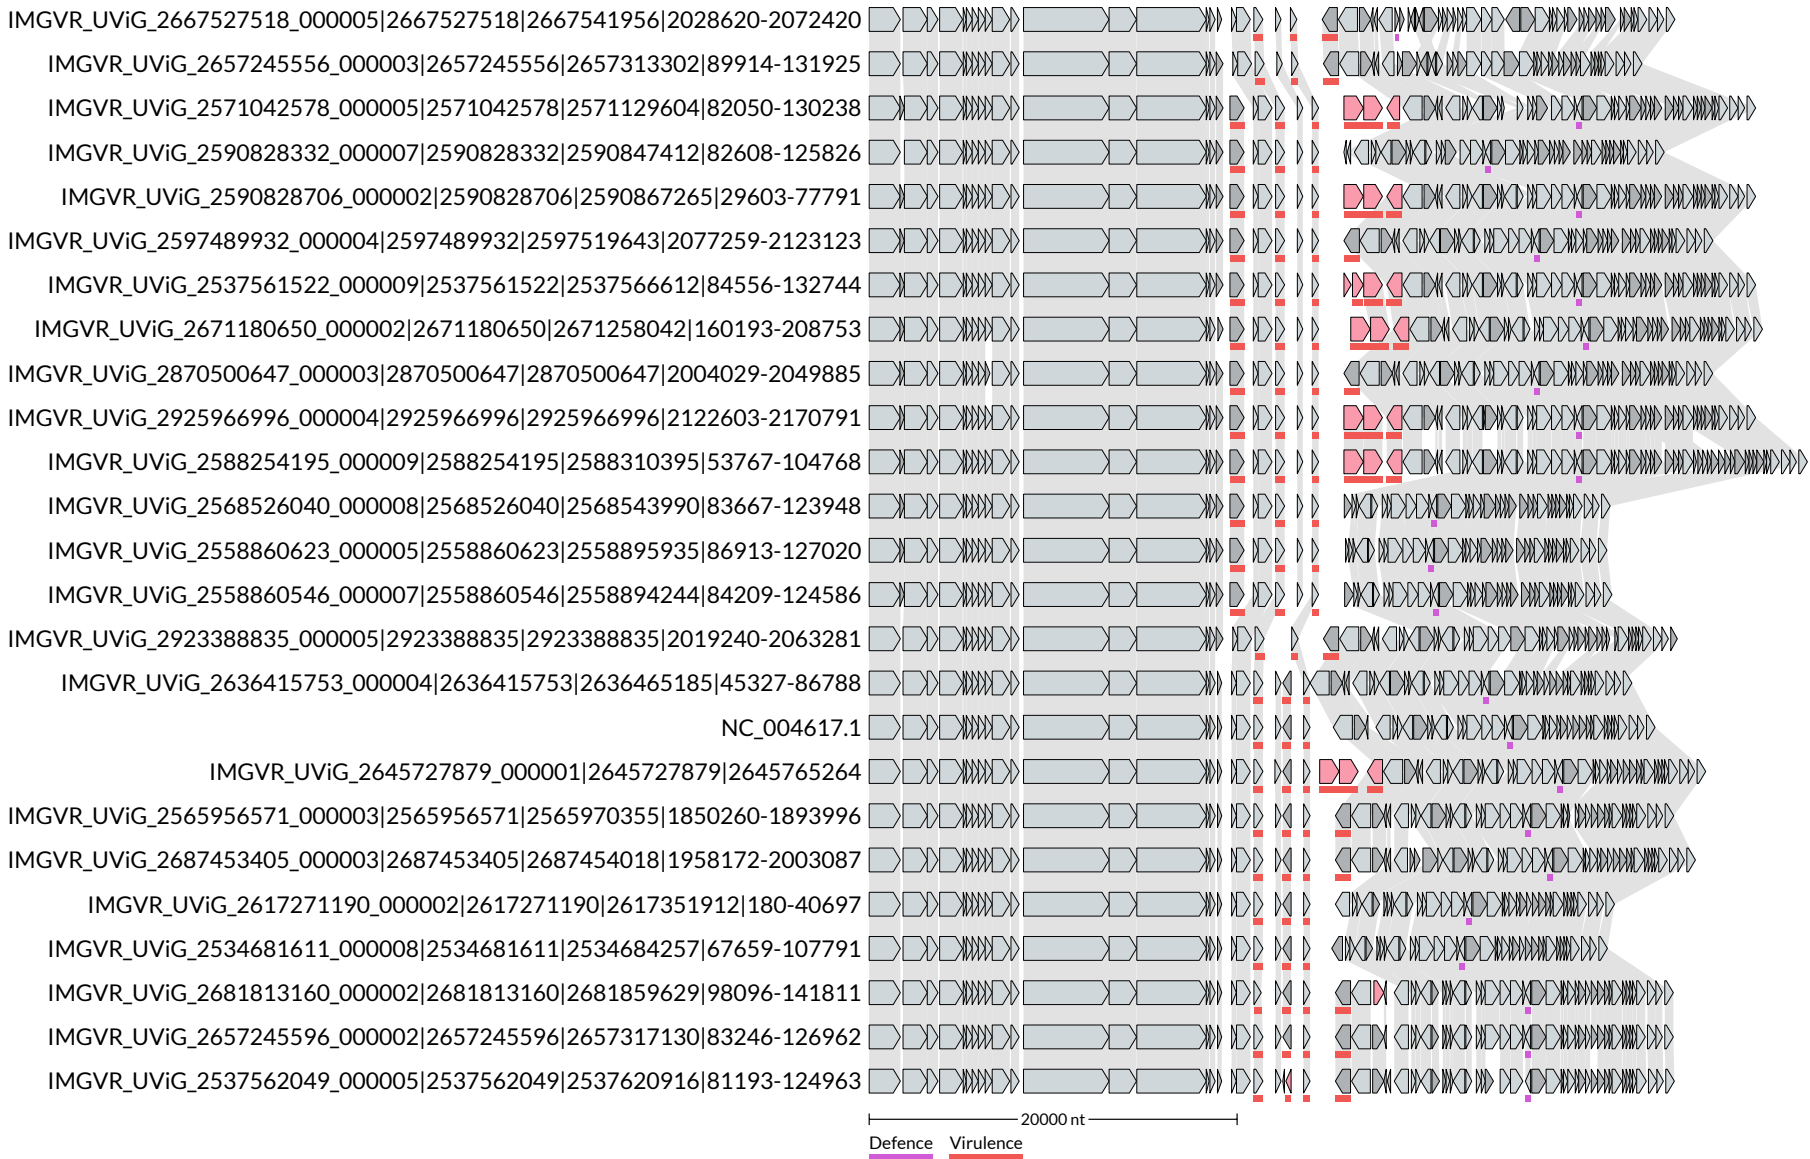 IMGVR_UViG_2667527518_000005|2667527518|2667541956|2028620-2072420
IMGVR_UViG_2657245556_000003|2657245556|2657313302|89914-131925
IMGVR_UViG_2571042578_000005|2571042578|2571129604|82050-130238
IMGVR_UViG_2590828332_000007|2590828332|2590847412|82608-125826
IMGVR_UViG_2590828706_000002|2590828706|2590867265|29603-77791
IMGVR_UViG_2597489932_000004|2597489932|2597519643|2077259-2123123
IMGVR_UViG_2537561522_000009|2537561522|2537566612|84556-132744
IMGVR_UViG_2671180650_000002|2671180650|2671258042|160193-208753
IMGVR_UViG_2870500647_000003|2870500647|2870500647|2004029-2049885
IMGVR_UViG_2925966996_000004|2925966996|2925966996|2122603-2170791
IMGVR_UViG_2588254195_000009|2588254195|2588310395|53767-104768
IMGVR_UViG_2568526040_000008|2568526040|2568543990|83667-123948
IMGVR_UViG_2558860623_000005|2558860623|2558895935|86913-127020
IMGVR_UViG_2558860546_000007|2558860546|2558894244|84209-124586
IMGVR_UViG_2923388835_000005|2923388835|2923388835|2019240-2063281
IMGVR_UViG_2636415753_000004|2636415753|2636465185|45327-86788
NC_004617.1
IMGVR_UViG_2645727879_000001|2645727879|2645765264
IMGVR_UViG_2565956571_000003|2565956571|2565970355|1850260-1893996
IMGVR_UViG_2687453405_000003|2687453405|2687454018|1958172-2003087
IMGVR_UViG_2617271190_000002|2617271190|2617351912|180-40697
IMGVR_UViG_2534681611_000008|2534681611|2534684257|67659-107791
IMGVR_UViG_2681813160_000002|2681813160|2681859629|98096-141811
IMGVR_UViG_2657245596_000002|2657245596|2657317130|83246-126962
IMGVR_UViG_2537562049_000005|2537562049|2537620916|81193-124963
20000 nt
Defence Virulence